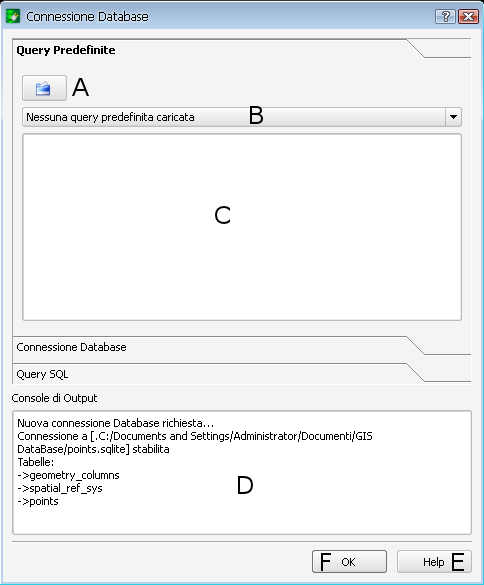 Connessione Database
Query Predefinite
A
Nessuna query predefinita caricata B
C
Connessione Database
Query SQL
Console di Output
Nuova connessione Database richiesta...
Connessione a [.C:/Documents and Settings/Administrator/Documenti/GIS
DataBase/points.sqlite] stabilita
Tabelle:
->geometry_columns
->spatial_ref_sys
->points
D
F OK Help E